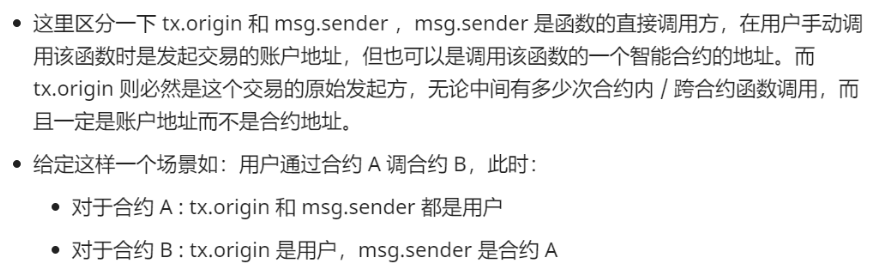 • 这里区分一下 tx.origin 和 msg.sender ，msg.sender 是函数的直接调用方，在用户手动调
用该函数时是发起交易的账户地址，但也可以是调用该函数的一个智能合约的地址。而
tx.origin 则必然是这个交易的原始发起方，无论中间有多少次合约内 / 跨合约函数调用，而
且一定是账户地址而不是合约地址。
• 给定这样一个场景如：用户通过合约 A 调合约 B，此时：
• 对于合约 A : tx.origin 和 msg.sender 都是用户
• 对于合约 B : tx.origin 是用户，msg.sender 是合约 A